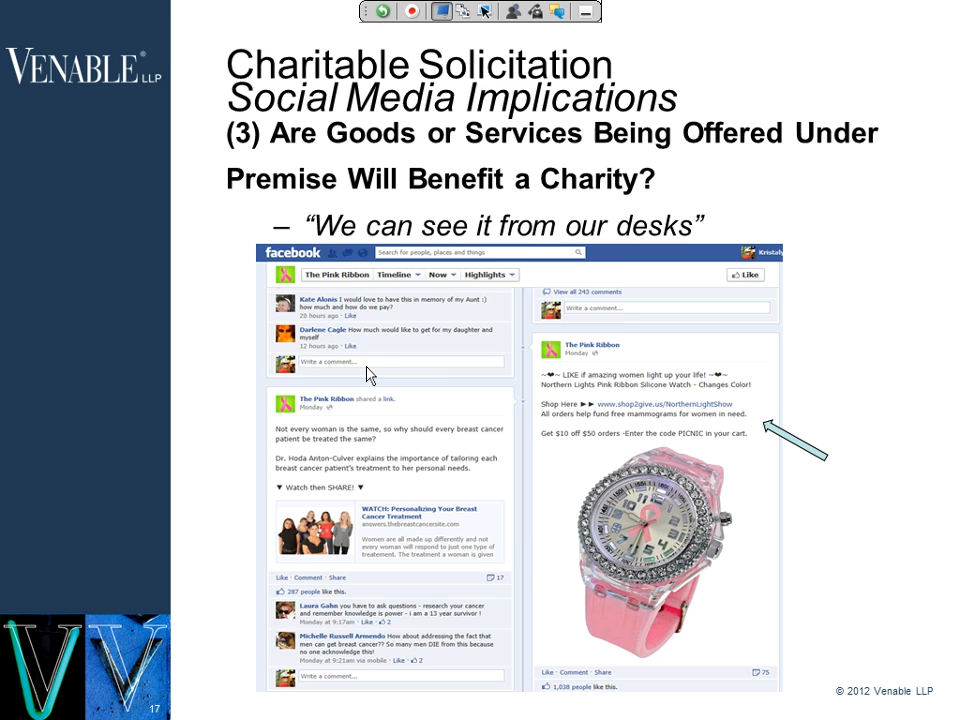 VENABLE® LLP
Charitable Solicitation
Social Media Implications
(3) Are Goods or Services Being Offered Under
Premise Will Benefit a Charity?
– “We can see it from our desks”
facebook
Search for people, places and things
Kristaly
The Pink Ribbon
Timeline
Now
Highlights
Like
Kate Alonis I would love to have this in memory of my Aunt :)
how much and how do we pay?
20 hours ago · Like
Darlene Cagle How much would like to get for my daughter and
myself
12 hours ago · Like
Write a comment...
The Pink Ribbon shared a link.
Monday
Not every woman is the same, so why should every breast cancer
patient be treated the same?
Dr. Hoda Anton-Culver explains the importance of tailoring each
breast cancer patient's treatment to her personal needs.
▼ Watch then SHARE! ▼
WATCH: Personalizing Your Breast
Cancer Treatment
answers.thebreastcancersite.com
Women are all made up differently and not
every woman will respond to just one type of
treatement. The treatment a woman is given
Like · Comment · Share
17
287 people like this.
Laura Gahn you have to ask questions - research your cancer
and remember knowledge is power - i am a 13 year survivor !
Monday at 9:17am · Like · 2
Michelle Russell Armendo How about addressing the fact that
men can get breast cancer?? So many men DIE from this because
no one acknowledge this!
Monday at 9:21am via mobile · Like · 2
Write a comment...
View all 243 comments
Write a comment...
The Pink Ribbon
Monday
~❤~ LIKE if amazing women light up your life! ~❤~
Northern Lights Pink Ribbon Silicone Watch - Changes Color!
Shop Here ►► www.shop2give.us/NorthernLightShow
All orders help fund free mammograms for women in need.
Get $10 off $50 orders -Enter the code PICNIC in your cart.
Like · Comment · Share
75
1,038 people like this.
© 2012 Venable LLP
17